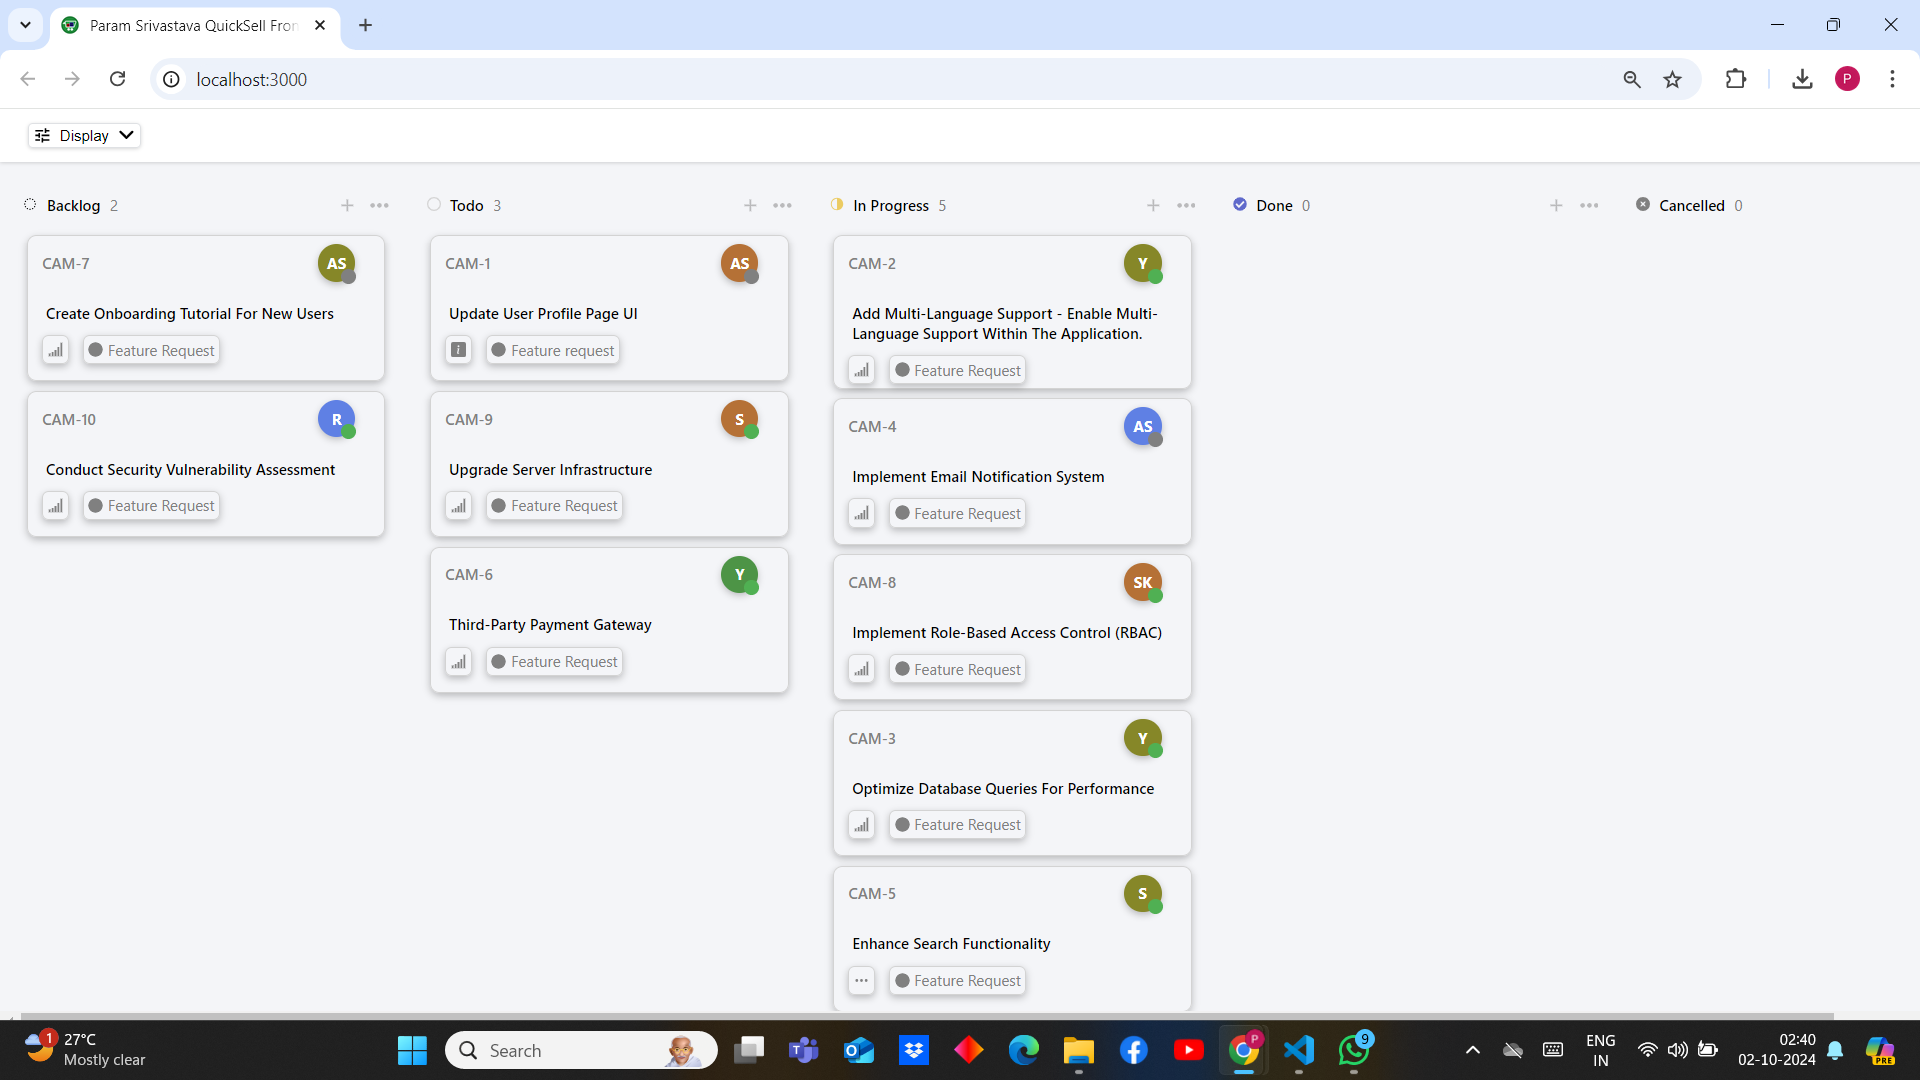 Param Srivastava QuickSell Fron
localhost:3000
P
Display
Backlog 2
CAM-7
AS
Create Onboarding Tutorial For New Users
Feature Request
CAM-10
R
Conduct Security Vulnerability Assessment
Feature Request
Todo 3
CAM-1
AS
Update User Profile Page UI
Feature request
CAM-9
S
Upgrade Server Infrastructure
Feature Request
CAM-6
Y
Third-Party Payment Gateway
Feature Request
In Progress 5
CAM-2
Y
Add Multi-Language Support - Enable Multi-
Language Support Within The Application.
Feature Request
CAM-4
AS
Implement Email Notification System
Feature Request
CAM-8
SK
Implement Role-Based Access Control (RBAC)
Feature Request
CAM-3
Y
Optimize Database Queries For Performance
Feature Request
CAM-5
S
Enhance Search Functionality
Feature Request
Done 0
Cancelled 0
1
27°C
Mostly clear
Search
P
9
ENG
IN
02:40
02-10-2024
PRE